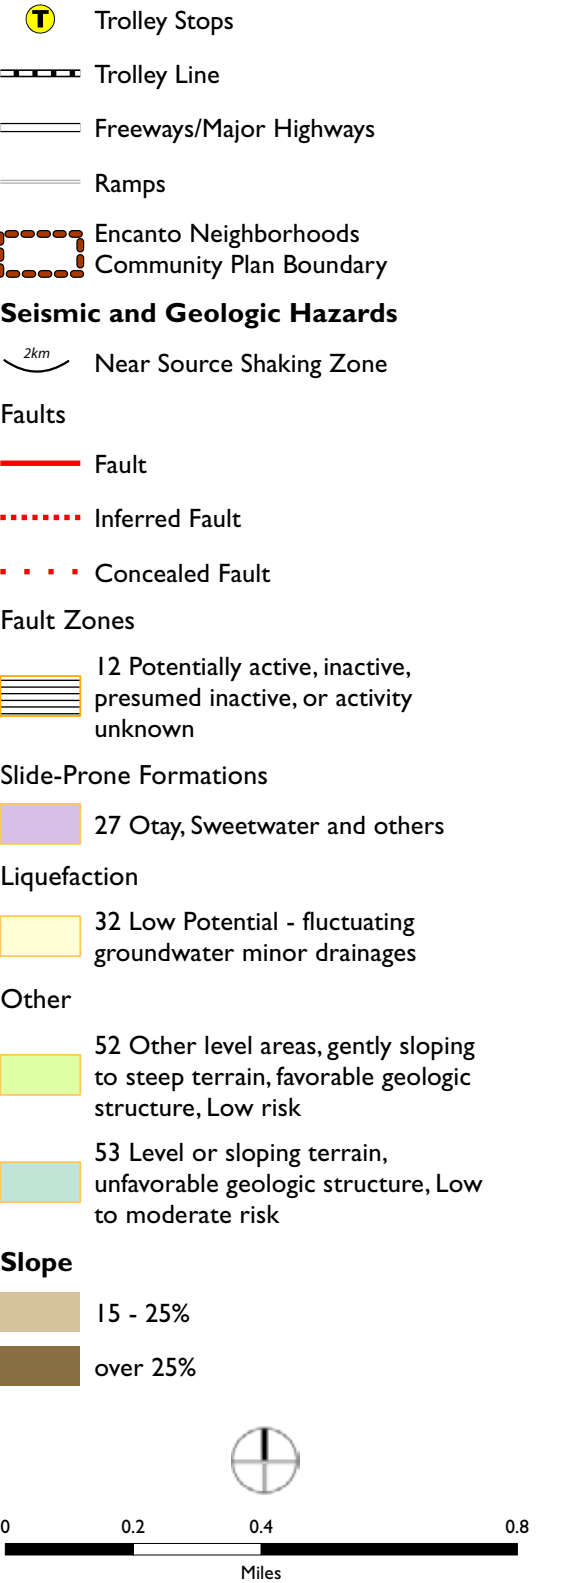 T Trolley Stops
Trolley Line
Freeways/Major Highways
Ramps
Encanto Neighborhoods
Community Plan Boundary
Seismic and Geologic Hazards
2km Near Source Shaking Zone
Faults
Fault
Inferred Fault
Concealed Fault
Fault Zones
12 Potentially active, inactive,
presumed inactive, or activity
unknown
Slide-Prone Formations
27 Otay, Sweetwater and others
Liquefaction
32 Low Potential - fluctuating
groundwater minor drainages
Other
52 Other level areas, gently sloping
to steep terrain, favorable geologic
structure, Low risk
53 Level or sloping terrain,
unfavorable geologic structure, Low
to moderate risk
Slope
15 - 25%
over 25%
0 0.2 0.4 0.8
Miles